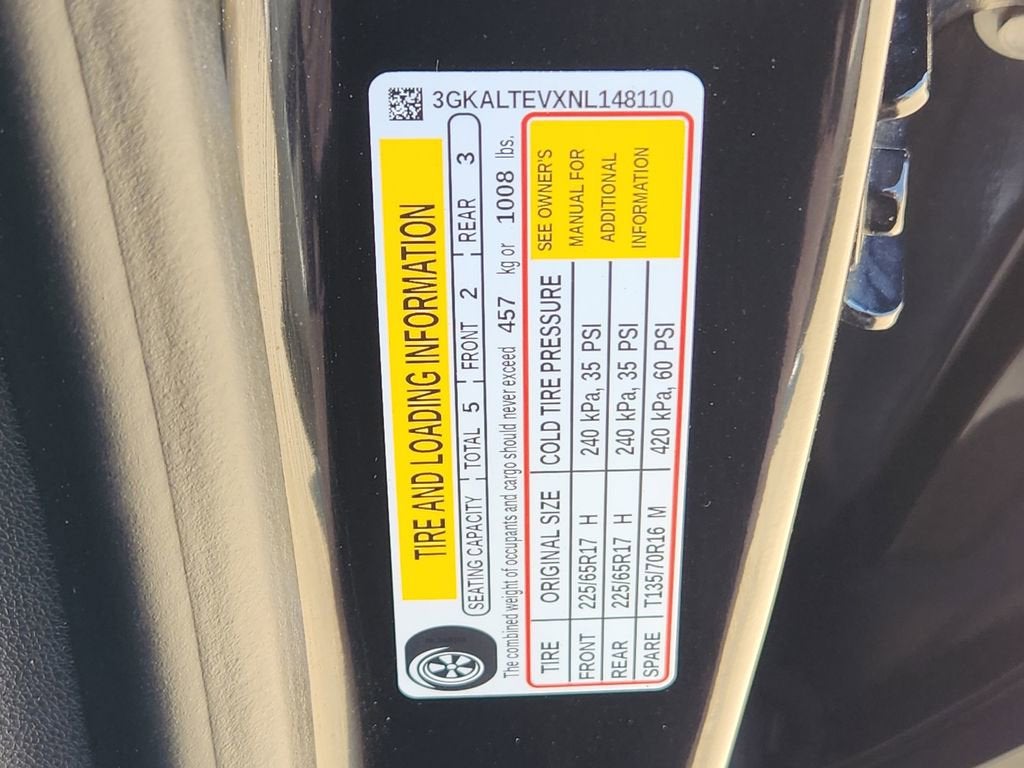 3GKALTEVXNL148110
TIRE AND LOADING INFORMATION
SEATING CAPACITY TOTAL 5 FRONT 2 REAR 3
The combined weight of occupants and cargo should never exceed 457 kg or 1008 lbs.
TIRE ORIGINAL SIZE COLD TIRE PRESSURE
FRONT 225/65R17 H 240 kPa, 35 PSI
REAR 225/65R17 H 240 kPa, 35 PSI
SPARE T135/70R16 M 420 kPa, 60 PSI
SEE OWNER'S
MANUAL FOR
ADDITIONAL
INFORMATION